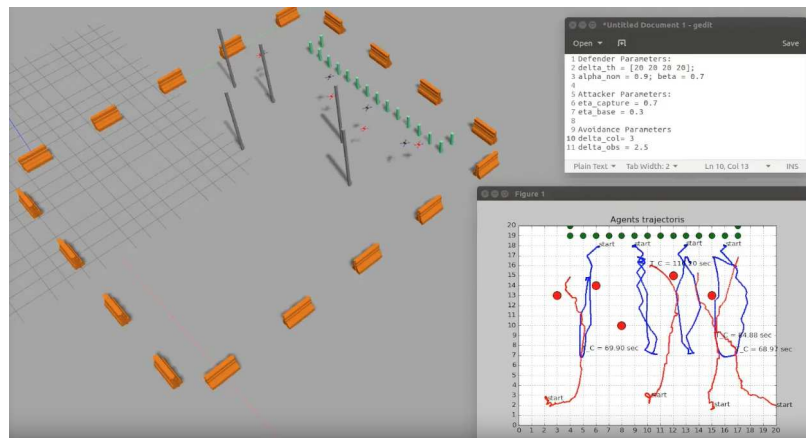 *Untitled Document 1 - gedit
Open
Save
1 Defender Parameters:
2 delta_th = [20 20 20 20];
3 alpha_nom = 0.9; beta = 0.7
4
5 Attacker Parameters:
6 eta_capture = 0.7
7 eta_base = 0.3
8
9 Avoidance Parameters
10 delta_col= 3
11 delta_obs = 2.5
Plain Text Tab Width: 2 Ln 10, Col 13 INS
Figure 1
Agents trajectoris
20
19
18
17
16
15
14
13
12
11
10
9
8
7
6
5
4
3
2
1
0
start
start
start
start
sec
_C = 69.90 sec
_C = 68.97 sec
start
start
start
start
0 1 2 3 4 5 6 7 8 9 10 11 12 13 14 15 16 17 18 19 20